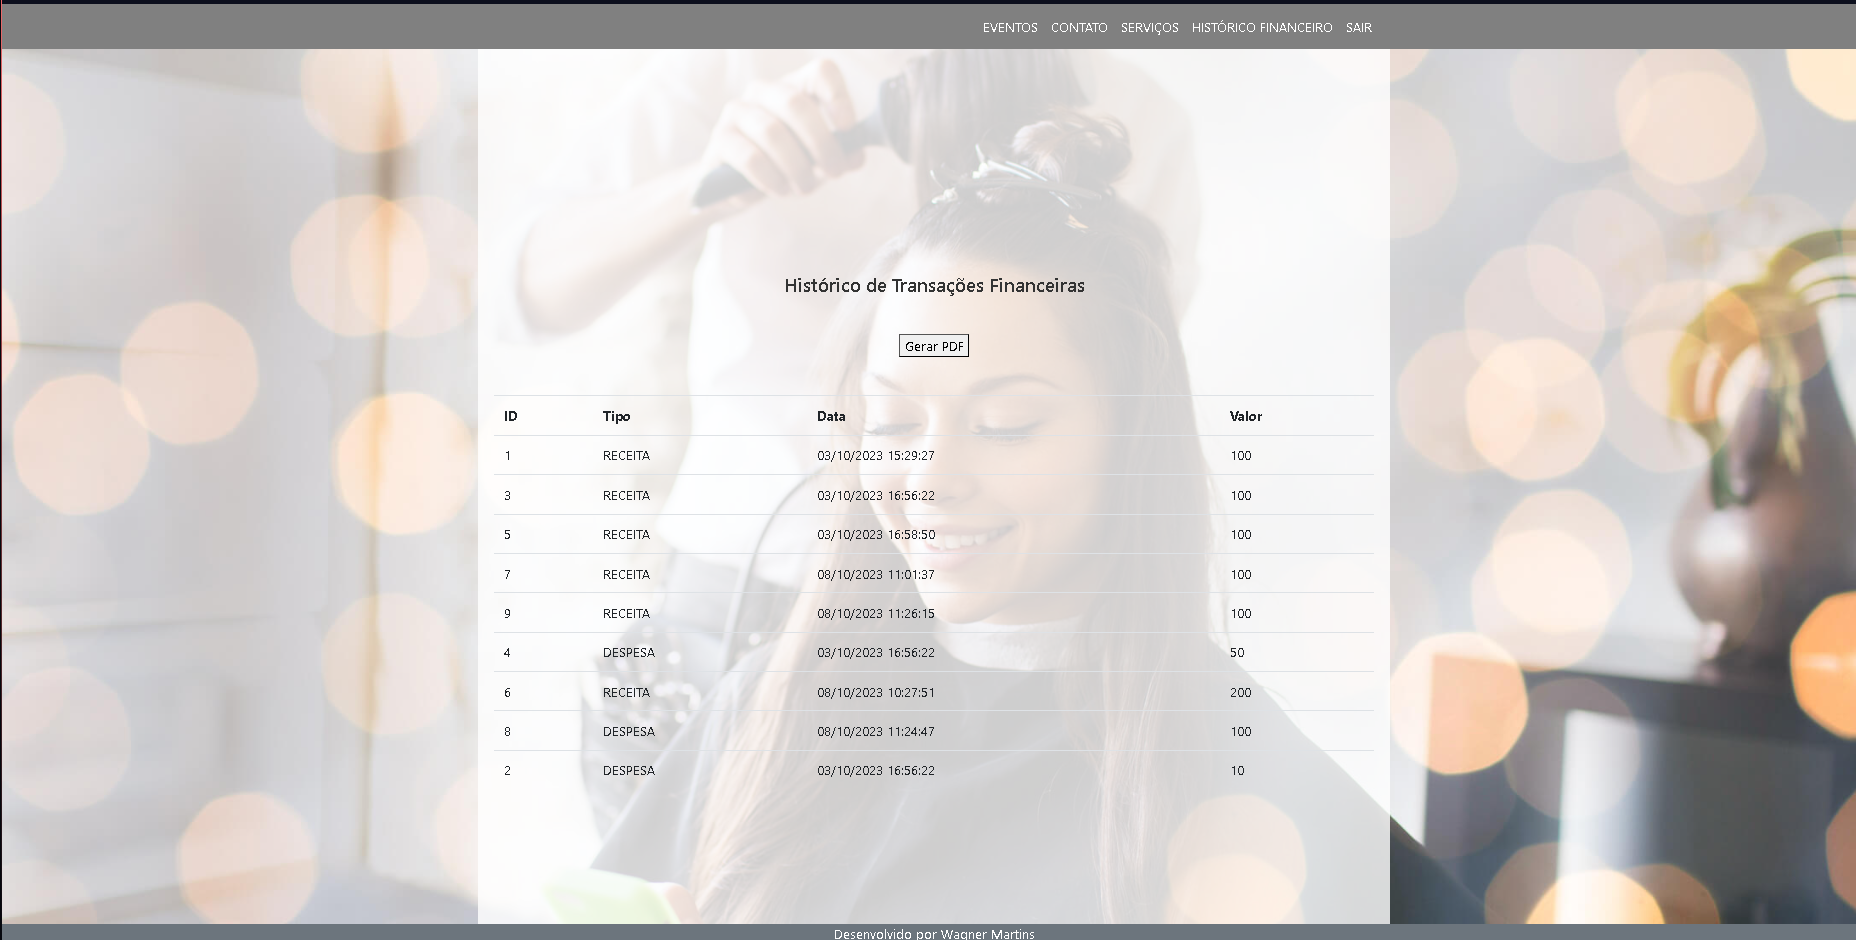 EVENTOS CONTATO SERVIÇOS HISTÓRICO FINANCEIRO SAIR
Histórico de Transações Financeiras
Gerar PDF
ID Tipo Data Valor
1 RECEITA 03/10/2023 15:29:27 100
3 RECEITA 03/10/2023 16:56:22 100
5 RECEITA 03/10/2023 16:58:50 100
7 RECEITA 08/10/2023 11:01:37 100
9 RECEITA 08/10/2023 11:26:15 100
4 DESPESA 03/10/2023 16:56:22 50
6 RECEITA 08/10/2023 10:27:51 200
8 DESPESA 08/10/2023 11:24:47 100
2 DESPESA 03/10/2023 16:56:22 10
Desenvolvido por Wagner Martins